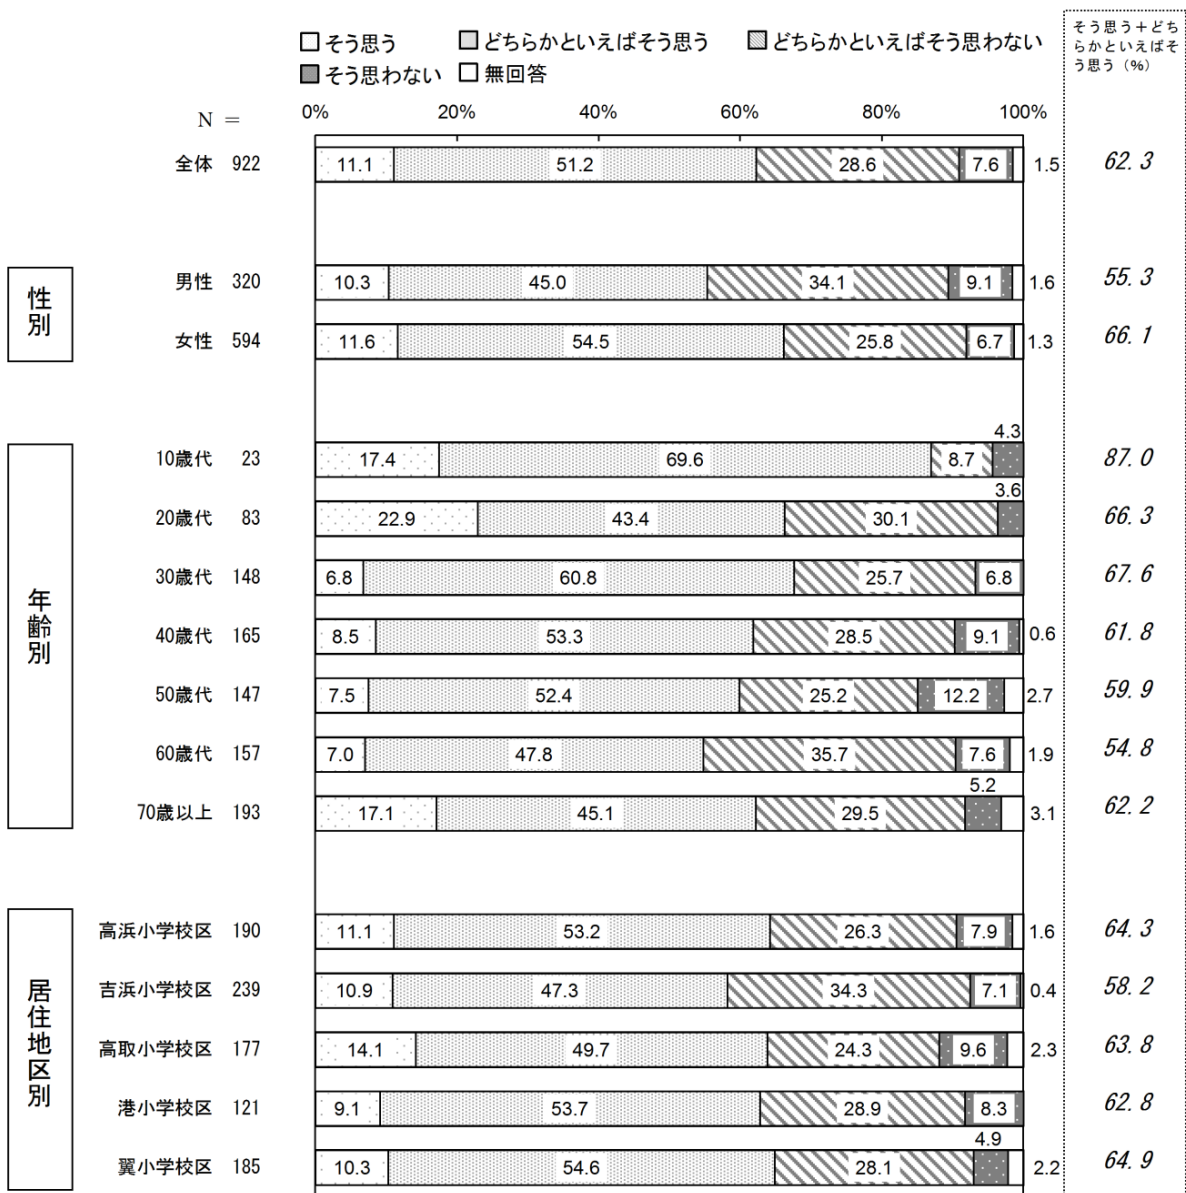 そう思う どちらかといえばそう思う どちらかといえばそう思わない
そう思わない 無回答
そう思う＋どち
らかといえばそ
う思う（%）
N = 0% 20% 40% 60% 80% 100%
全体 922 11.1 51.2 28.6 7.6 1.5 62.3
性別
男性 320 10.3 45.0 34.1 9.1 1.6 55.3
女性 594 11.6 54.5 25.8 6.7 1.3 66.1
年齢別
10歳代 23 17.4 69.6 8.7 4.3 87.0
20歳代 83 22.9 43.4 30.1 3.6 66.3
30歳代 148 6.8 60.8 25.7 6.8 67.6
40歳代 165 8.5 53.3 28.5 9.1 0.6 61.8
50歳代 147 7.5 52.4 25.2 12.2 2.7 59.9
60歳代 157 7.0 47.8 35.7 7.6 1.9 54.8
70歳以上 193 17.1 45.1 29.5 5.2 3.1 62.2
居住地区別
高浜小学校区 190 11.1 53.2 26.3 7.9 1.6 64.3
吉浜小学校区 239 10.9 47.3 34.3 7.1 0.4 58.2
高取小学校区 177 14.1 49.7 24.3 9.6 2.3 63.8
港小学校区 121 9.1 53.7 28.9 8.3 62.8
翼小学校区 185 10.3 54.6 28.1 4.9 2.2 64.9